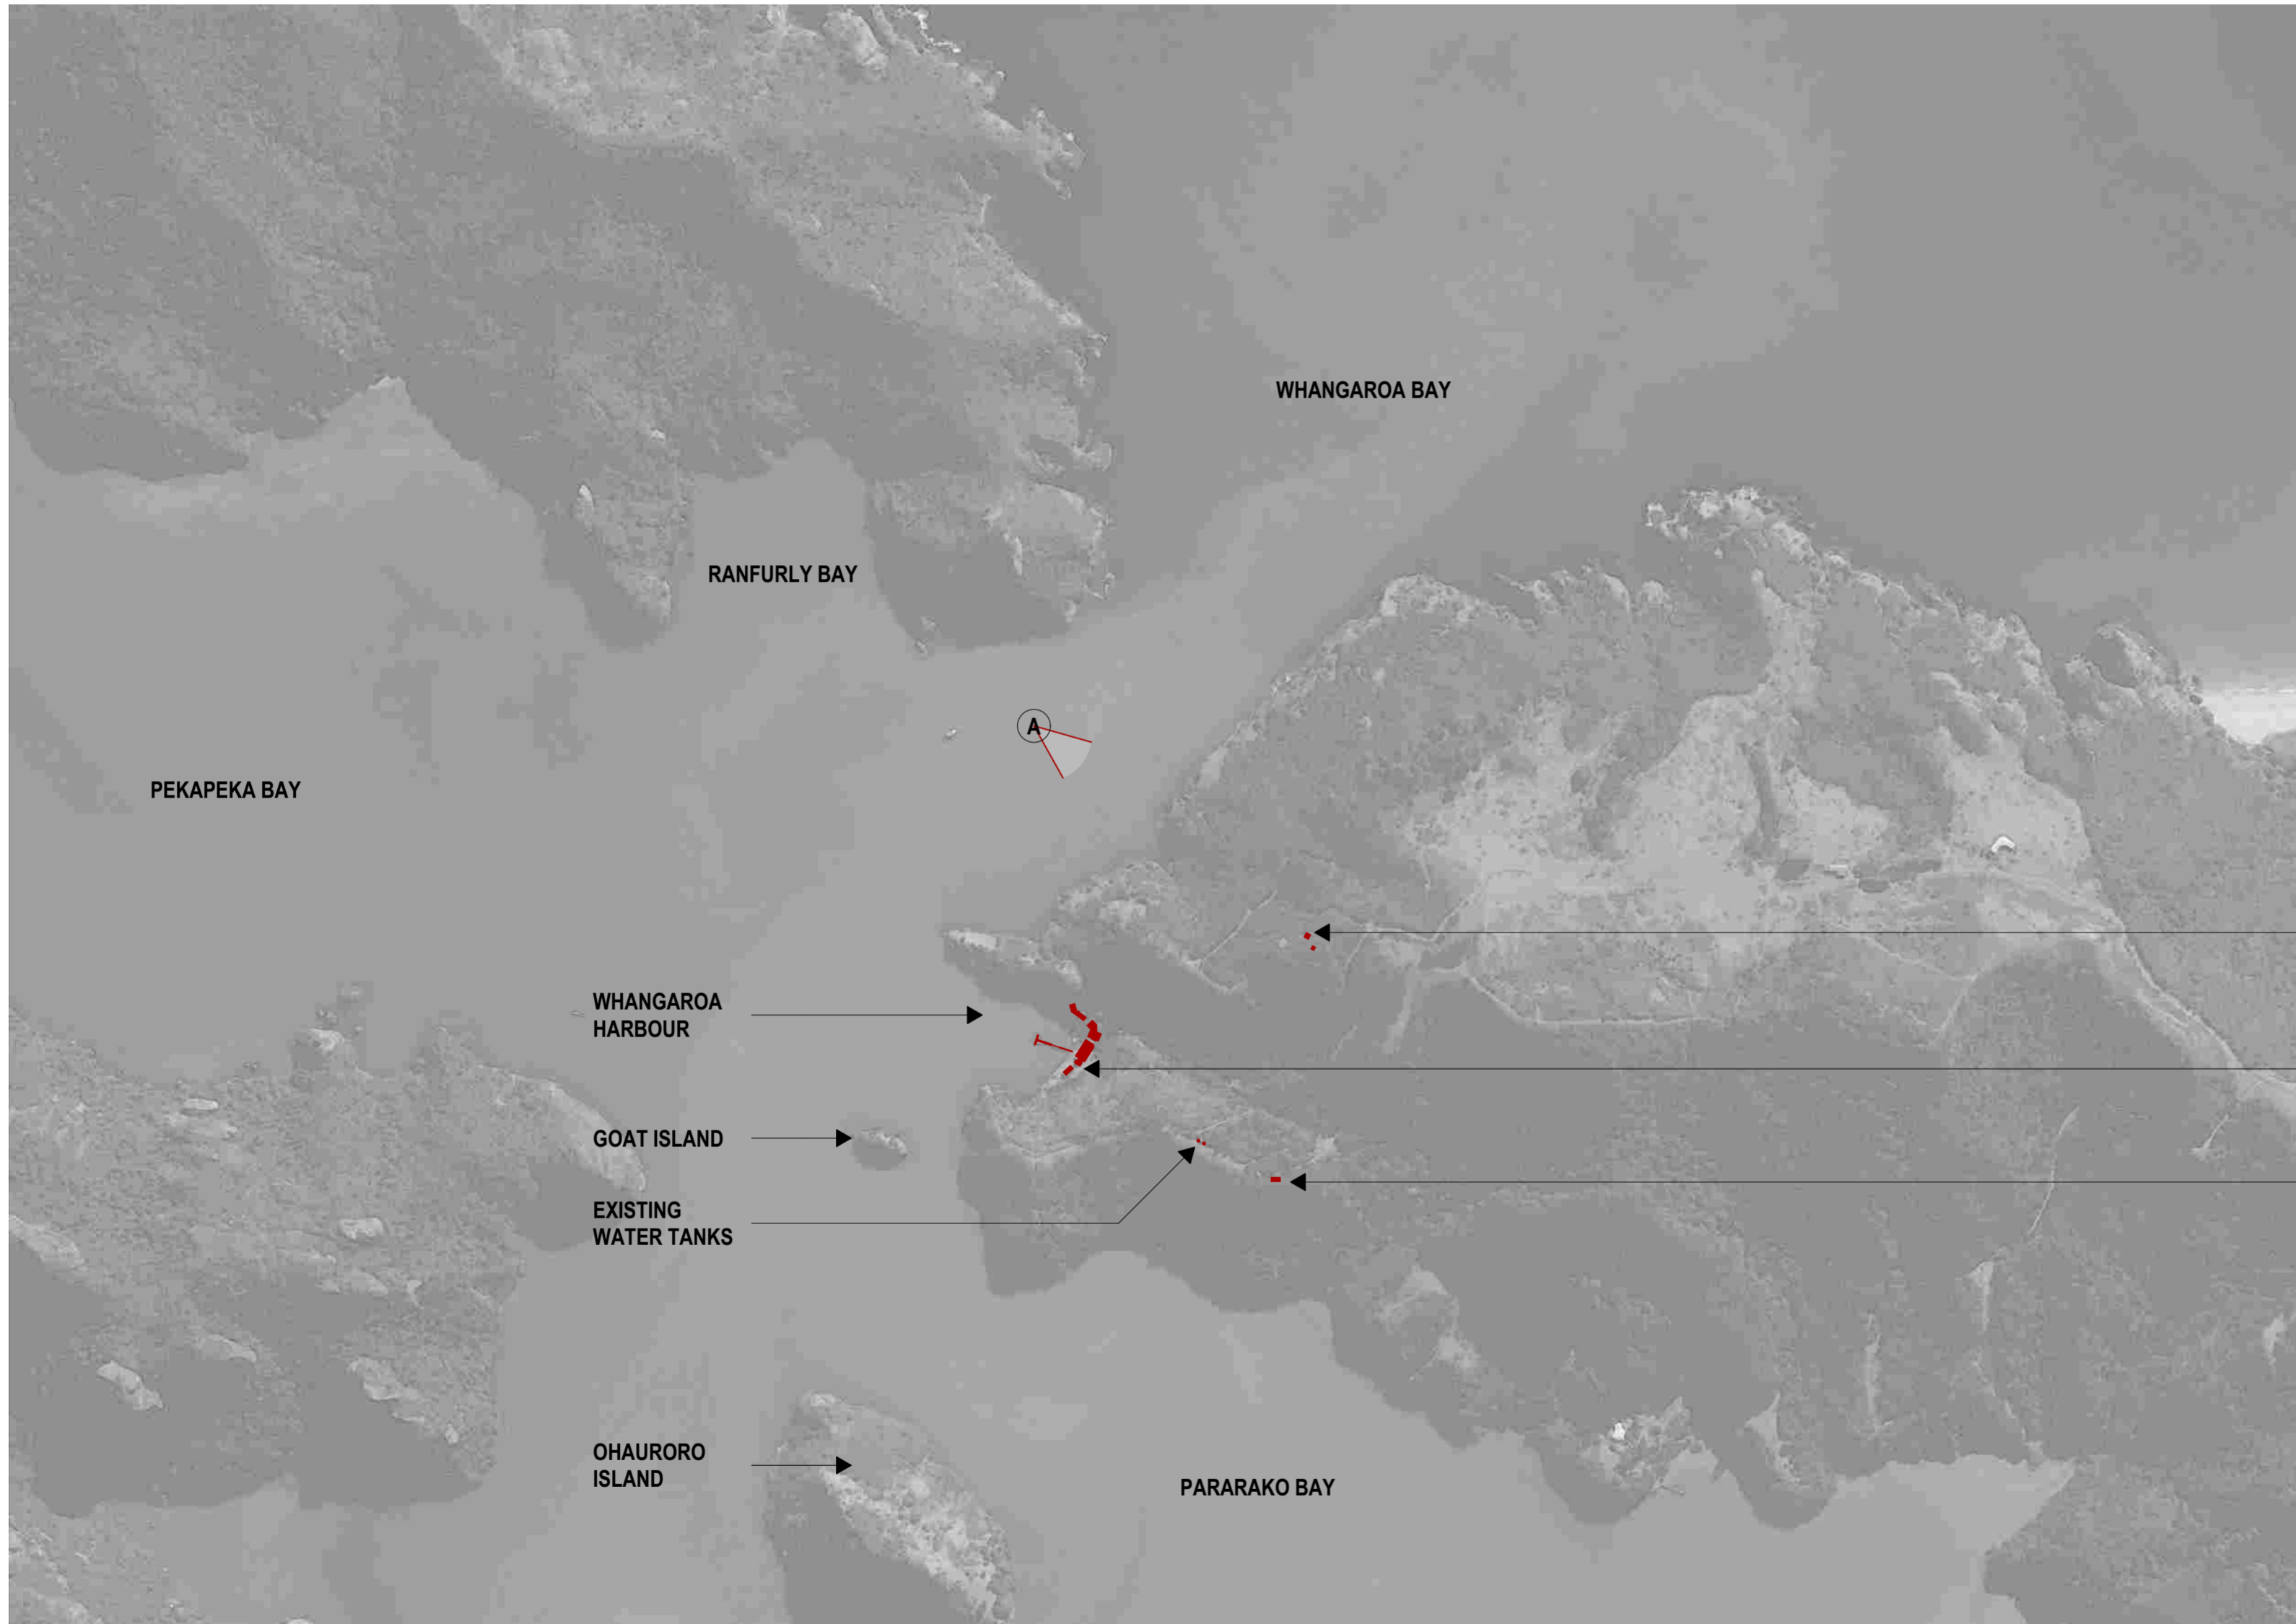 WHANGAROA BAY
RANFURLY BAY
A
PEKAPEKA BAY
WHANGAROA
HARBOUR
GOAT ISLAND
EXISTING
WATER TANKS
OHAURORO
ISLAND
PARARAKO BAY